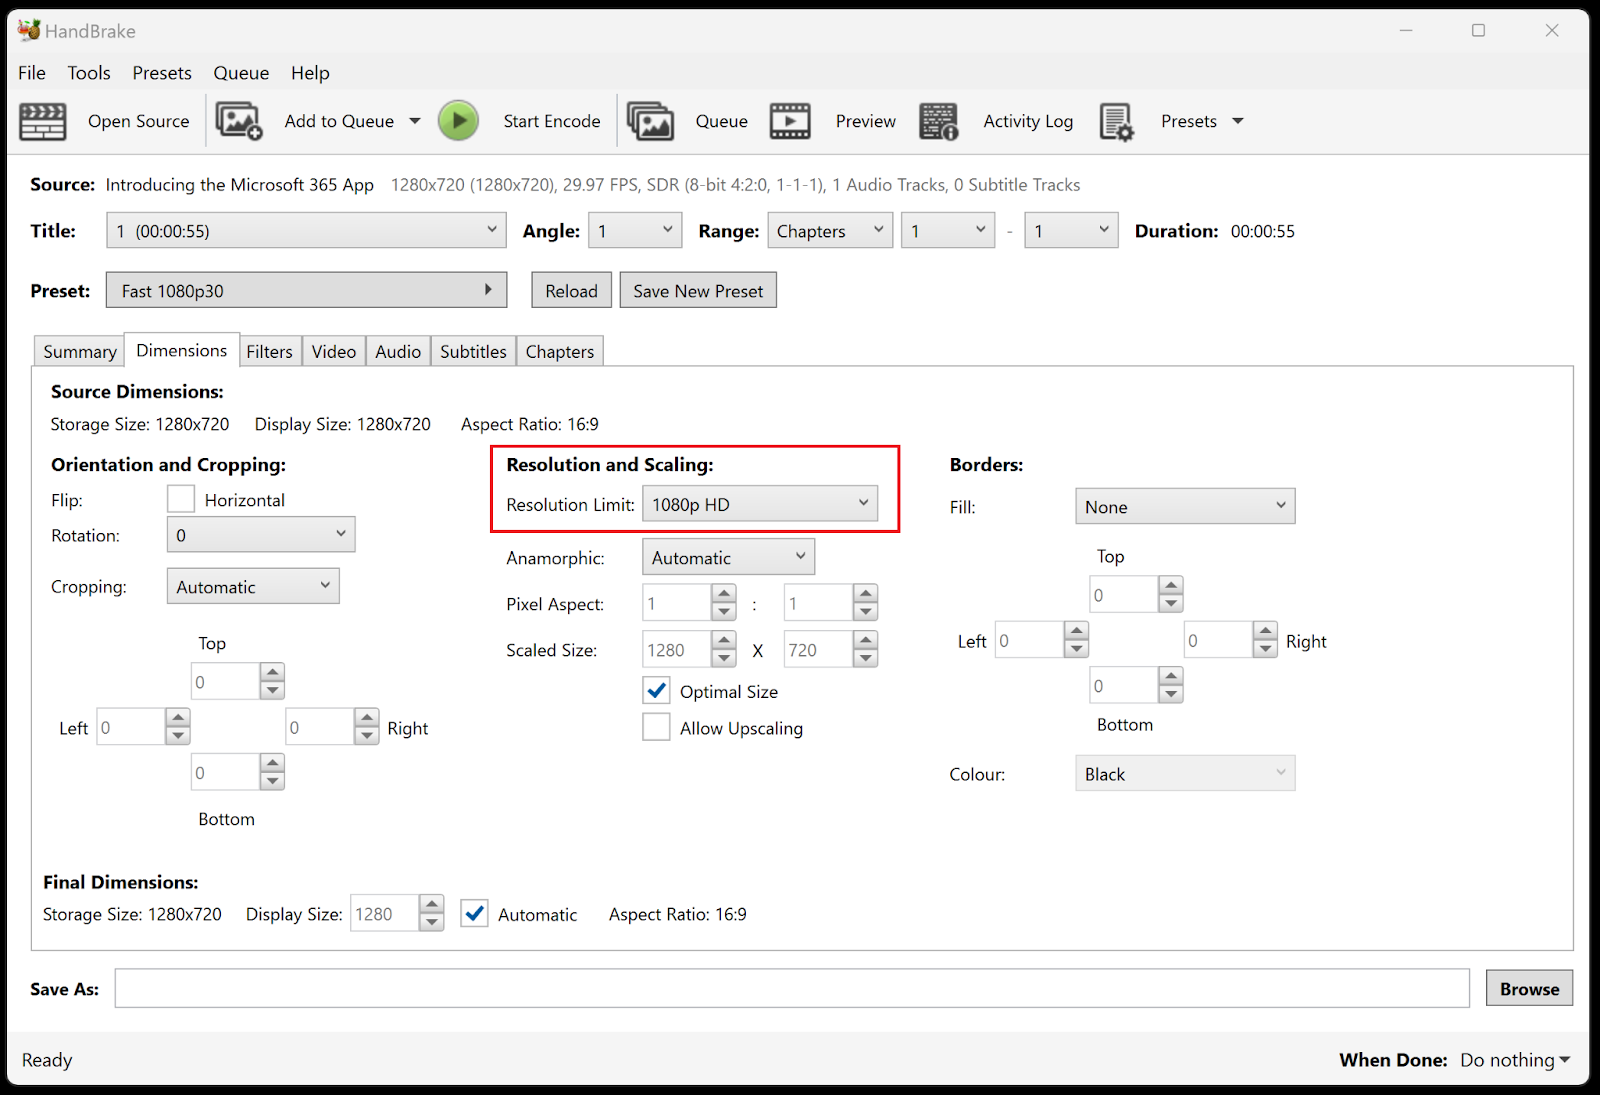 HandBrake
File Tools Presets Queue Help
Open Source Add to Queue Start Encode Queue Preview Activity Log Presets
Source: Introducing the Microsoft 365 App 1280x720 (1280x720), 29.97 FPS, SDR (8-bit 4:2:0, 1-1-1), 1 Audio Tracks, 0 Subtitle Tracks
Title: 1 (00:00:55) Angle: 1 Range: Chapters 1 - 1 Duration: 00:00:55
Preset: Fast 1080p30 Reload Save New Preset
Summary Dimensions Filters Video Audio Subtitles Chapters
Source Dimensions:
Storage Size: 1280x720 Display Size: 1280x720 Aspect Ratio: 16:9
Orientation and Cropping:
Flip: Horizontal
Rotation: 0
Cropping: Automatic
Top
0
Left 0 0 Right
0
Bottom
Resolution and Scaling:
Resolution Limit: 1080p HD
Anamorphic: Automatic
Pixel Aspect: 1 : 1
Scaled Size: 1280 X 720
Optimal Size
Allow Upscaling
Borders:
Fill: None
Top
0
Left 0 0 Right
0
Bottom
Colour: Black
Final Dimensions:
Storage Size: 1280x720 Display Size: 1280 Automatic Aspect Ratio: 16:9
Save As: Browse
Ready When Done: Do nothing